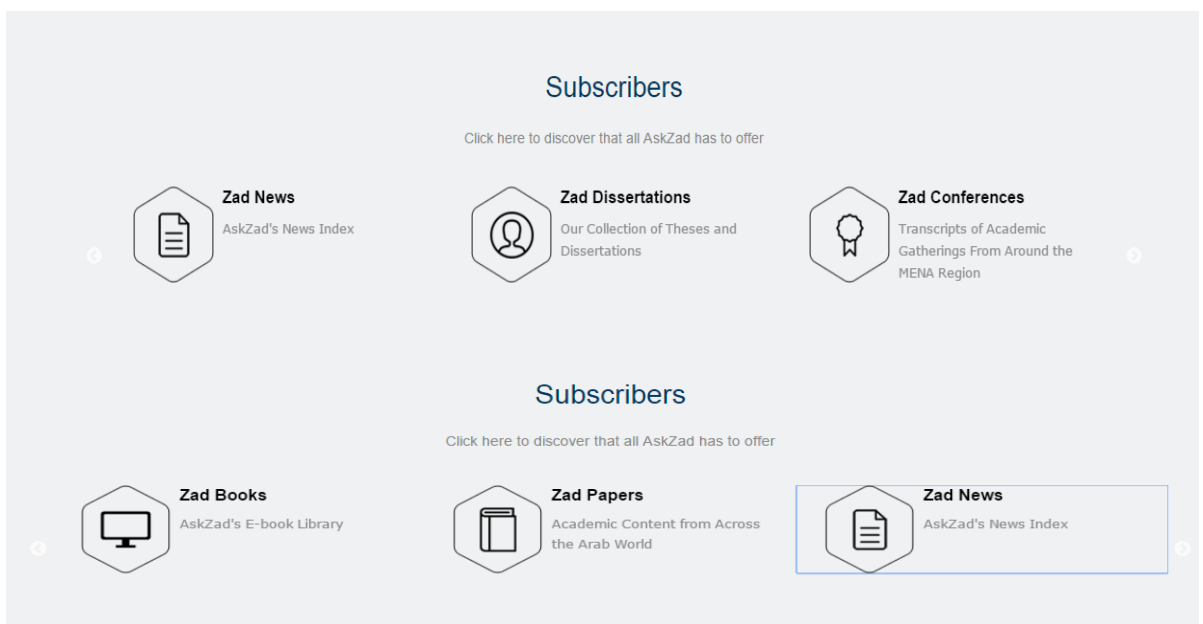 Subscribers
Click here to discover that all AskZad has to offer
Zad News
AskZad's News Index
Zad Dissertations
Our Collection of Theses and
Dissertations
Zad Conferences
Transcripts of Academic
Gatherings From Around the
MENA Region
Subscribers
Click here to discover that all AskZad has to offer
Zad Books
AskZad's E-book Library
Zad Papers
Academic Content from Across
the Arab World
Zad News
AskZad's News Index